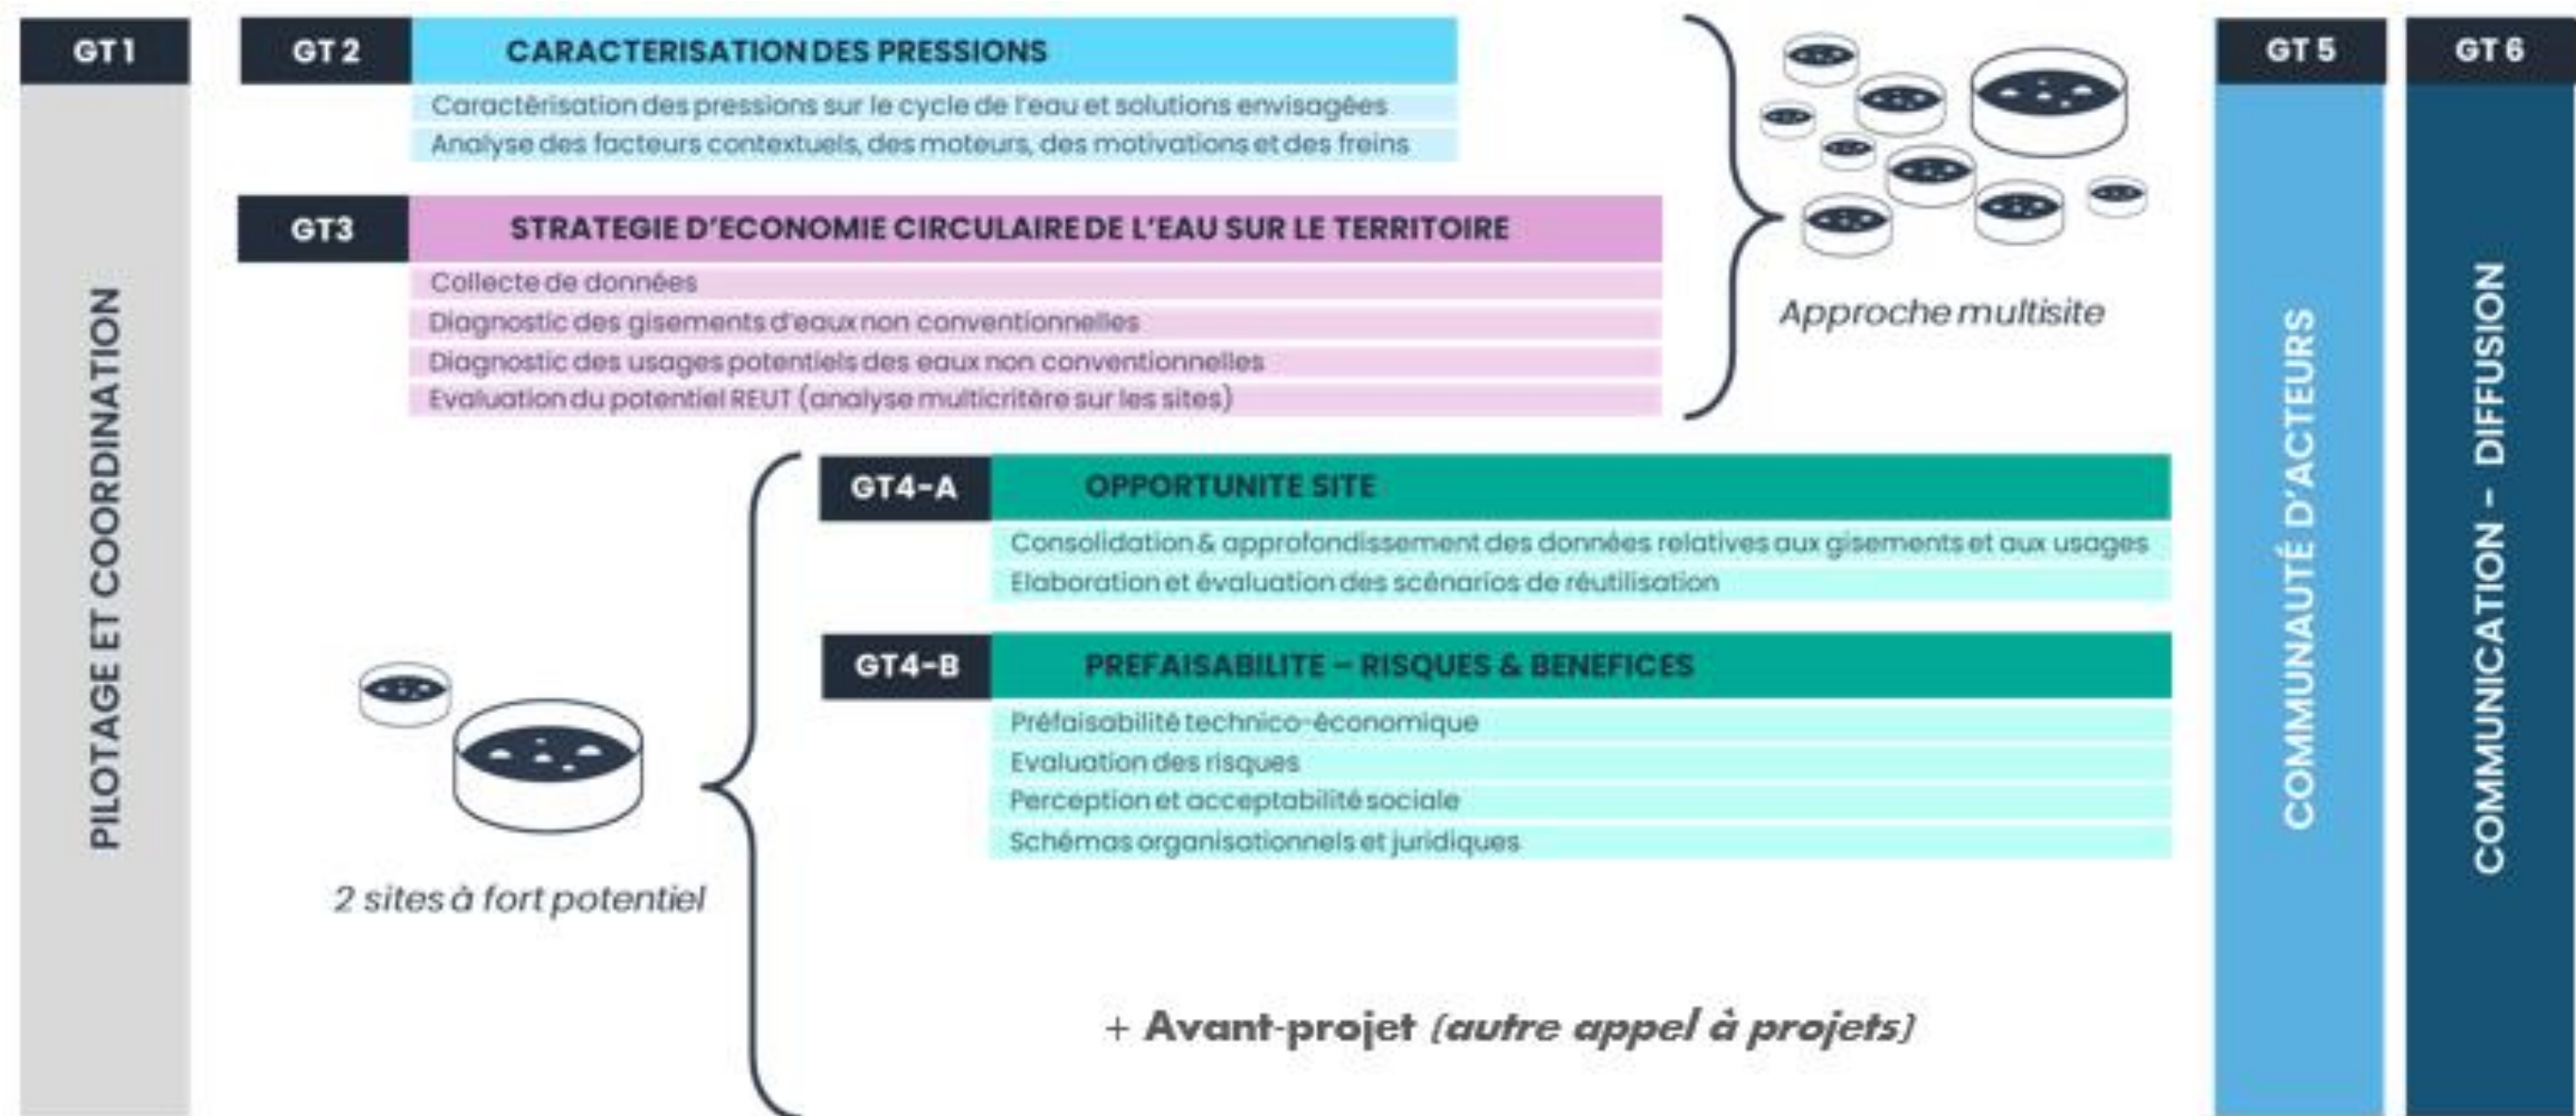 GT 1
PILOTAGE ET COORDINATION
GT 2
CARACTERISATION DES PRESSIONS
Caractérisation des pressions sur le cycle de l'eau et solutions envisagées
Analyse des facteurs contextuels, des moteurs, des motivations et des freins
GT3
STRATEGIE D'ECONOMIE CIRCULAIRE DE L'EAU SUR LE TERRITOIRE
Collecte de données
Diagnostic des gisements d'eaux non conventionnelles
Diagnostic des usages potentiels des eaux non conventionnelles
Evaluation du potentiel REUT (analyse multicritère sur les sites)
Approche multisite
GT4-A
OPPORTUNITE SITE
Consolidation & approfondissement des données relatives aux gisements et aux usages
Elaboration et évaluation des scénarios de réutilisation
GT4-B
PREFAISABILITE – RISQUES & BENEFICES
Préfaisabilité technico-économique
Evaluation des risques
Perception et acceptabilité sociale
Schémas organisationnels et juridiques
2 sites à fort potentiel
+ Avant-projet (autre appel à projets)
GT 5
COMMUNAUTÉ D'ACTEURS
GT 6
COMMUNICATION – DIFFUSION